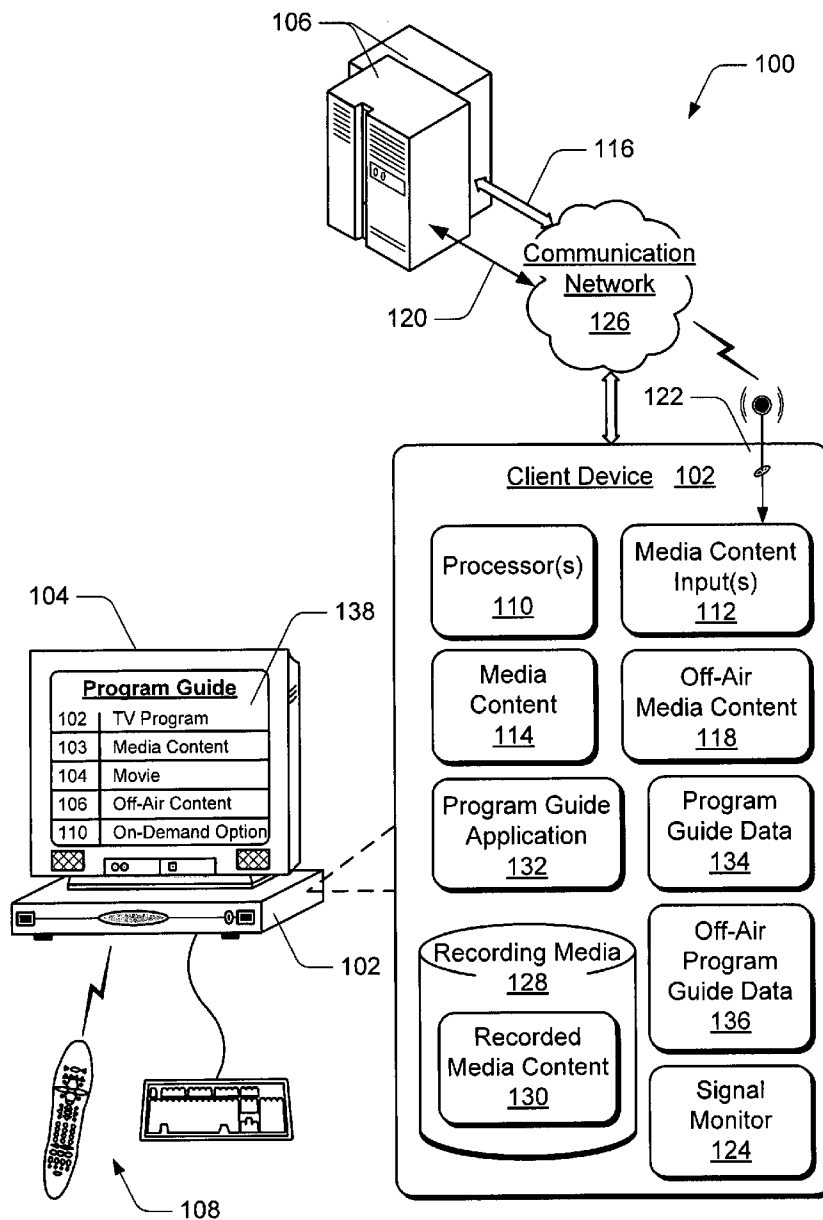 106
100
116
Communication
Network
126
120
122
Client Device 102
Processor(s)
110
Media Content
Input(s)
112
104
138
Media
Content
114
Off-Air
Media Content
118
Program Guide
102 TV Program
103 Media Content
104 Movie
106 Off-Air Content
110 On-Demand Option
Program Guide
Application
132
Program
Guide Data
134
102
Recording Media
128
Recorded
Media Content
130
Off-Air
Program
Guide Data
136
Signal
Monitor
124
108